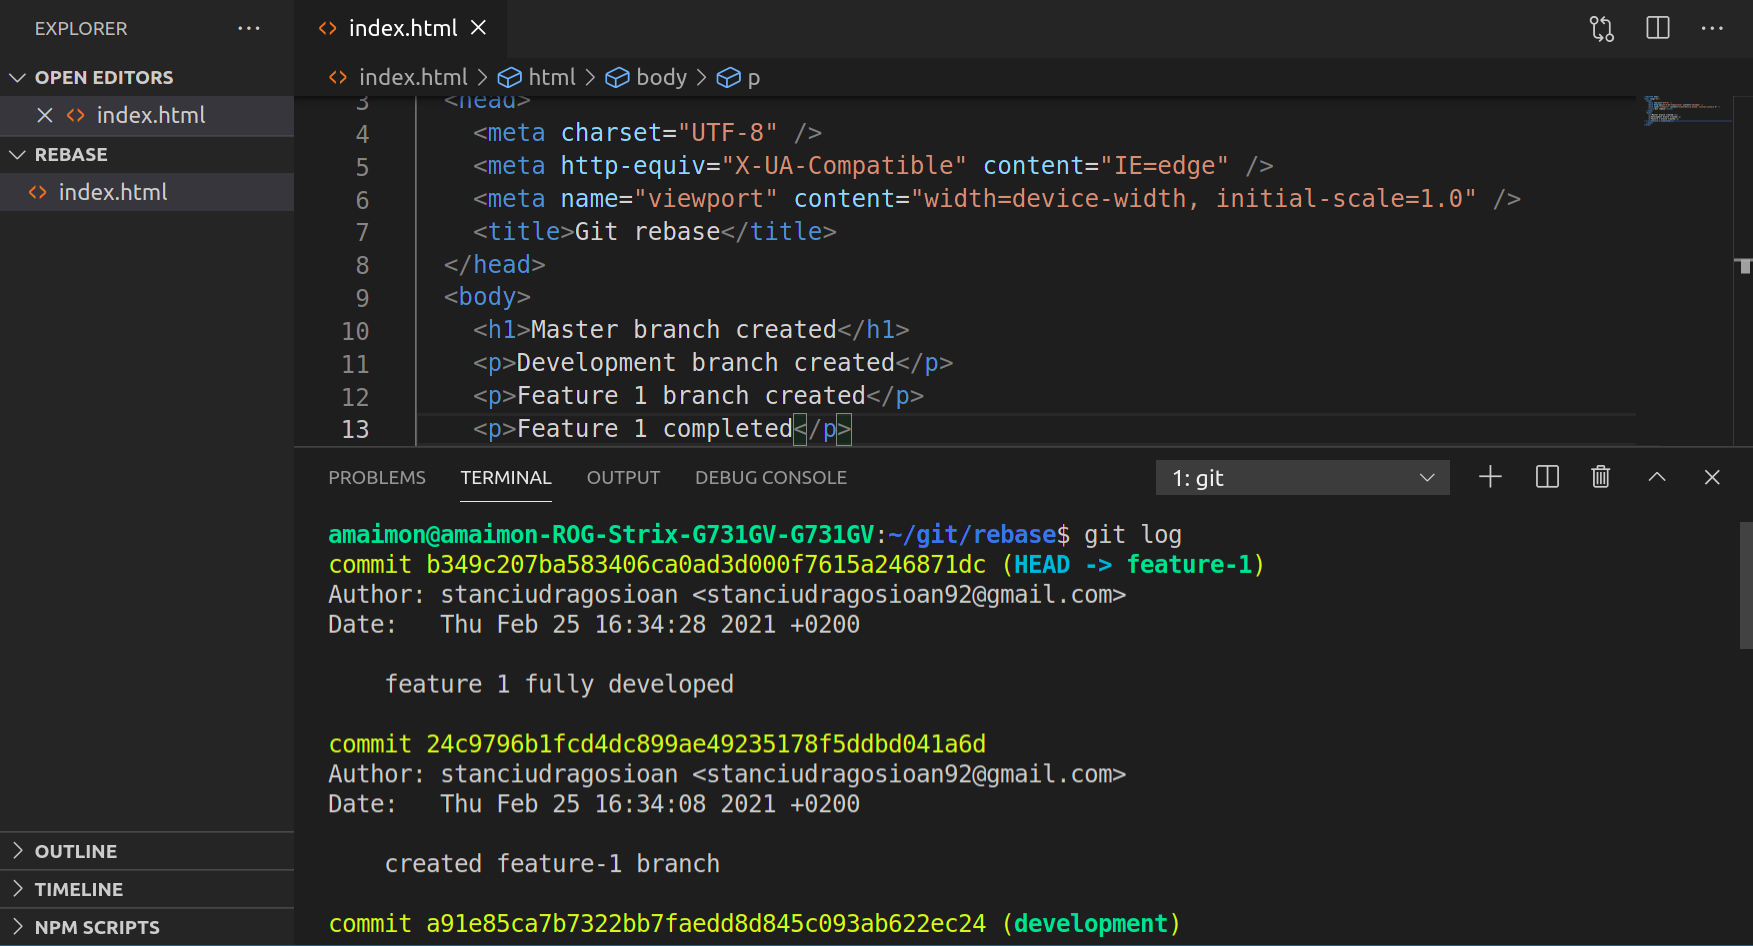 EXPLORER
OPEN EDITORS
index.html
REBASE
index.html
OUTLINE
TIMELINE
NPM SCRIPTS
index.html
index.html > html > body > p
3 <head>
4 <meta charset="UTF-8" />
5 <meta http-equiv="X-UA-Compatible" content="IE=edge" />
6 <meta name="viewport" content="width=device-width, initial-scale=1.0" />
7 <title>Git rebase</title>
8 </head>
9 <body>
10 <h1>Master branch created</h1>
11 <p>Development branch created</p>
12 <p>Feature 1 branch created</p>
13 <p>Feature 1 completed</p>
PROBLEMS TERMINAL OUTPUT DEBUG CONSOLE 1: git
amaimon@amaimon-ROG-Strix-G731GV-G731GV:~/git/rebase$ git log
commit b349c207ba583406ca0ad3d000f7615a246871dc (HEAD -> feature-1)
Author: stanciudragosioan <stanciudragosioan92@gmail.com>
Date:   Thu Feb 25 16:34:28 2021 +0200
feature 1 fully developed
commit 24c9796b1fcd4dc899ae49235178f5ddbd041a6d
Author: stanciudragosioan <stanciudragosioan92@gmail.com>
Date:   Thu Feb 25 16:34:08 2021 +0200
created feature-1 branch
commit a91e85ca7b7322bb7faedd8d845c093ab622ec24 (development)